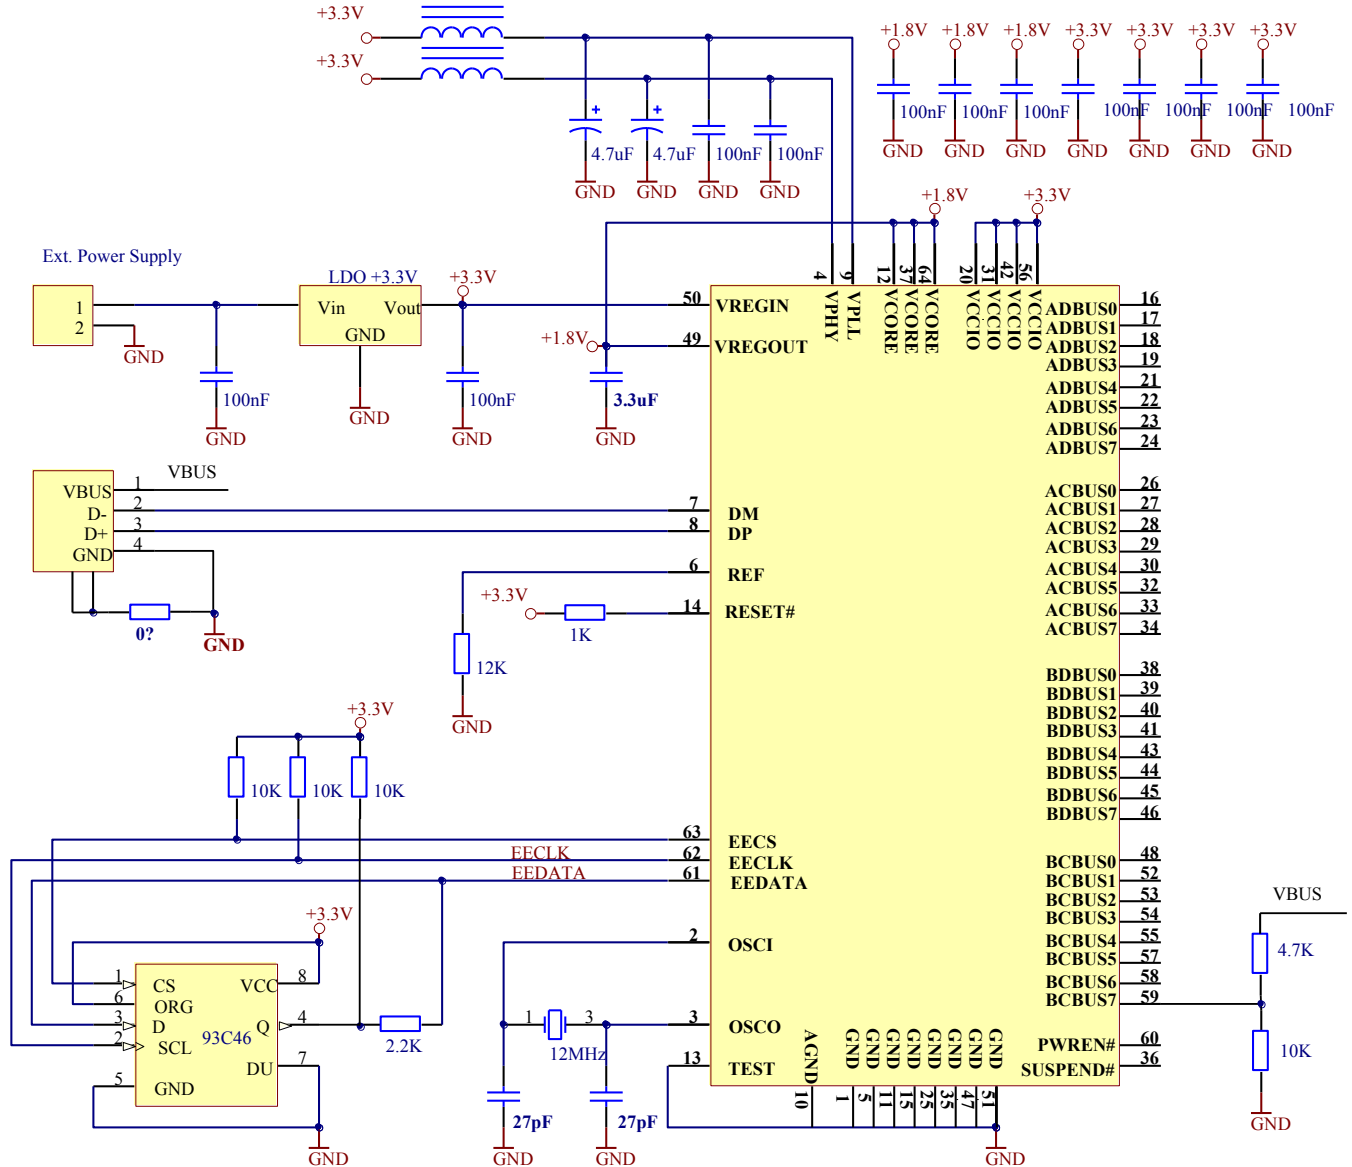 +3.3V
+3.3V
4.7uF
4.7uF
100nF
100nF
GND
GND
GND
GND
+1.8V
+1.8V
+1.8V
+3.3V
+3.3V
+3.3V
+3.3V
100nF
100nF
100nF
100nF
100nF
100nF
100nF
GND
GND
GND
GND
GND
GND
GND
+1.8V
+3.3V
Ext. Power Supply
1
2
GND
100nF
GND
LDO +3.3V
Vin
Vout
GND
GND
+3.3V
100nF
GND
+1.8V
3.3uF
GND
50 VREGIN
49 VREGOUT
4 VPHY
9 VPLL
12 VCORE
37 VCORE
64 VCORE
20 VCCIO
31 VCCIO
42 VCCIO
56 VCCIO
ADBUS0 16
ADBUS1 17
ADBUS2 18
ADBUS3 19
ADBUS4 21
ADBUS5 22
ADBUS6 23
ADBUS7 24
VBUS
VBUS 1
D- 2
D+ 3
GND 4
0?
GND
7 DM
8 DP
6 REF
14 RESET#
+3.3V
1K
12K
GND
ACBUS0 26
ACBUS1 27
ACBUS2 28
ACBUS3 29
ACBUS4 30
ACBUS5 32
ACBUS6 33
ACBUS7 34
BDBUS0 38
BDBUS1 39
BDBUS2 40
BDBUS3 41
BDBUS4 43
BDBUS5 44
BDBUS6 45
BDBUS7 46
+3.3V
10K
10K
10K
EECLK
EEDATA
63 EECS
62 EECLK
61 EEDATA
BCBUS0 48
BCBUS1 52
BCBUS2 53
BCBUS3 54
BCBUS4 55
BCBUS5 57
BCBUS6 58
BCBUS7 59
PWREN# 60
SUSPEND# 36
VBUS
4.7K
10K
GND
+3.3V
1 CS
6 ORG
3 D
2 SCL
5 GND
93C46
VCC 8
Q 4
DU 7
2.2K
GND
2 OSCI
3 OSCO
13 TEST
1
3
12MHz
27pF
27pF
GND
GND
AGND 10
GND 1
GND 5
GND 11
GND 15
GND 25
GND 35
GND 47
GND 51
GND